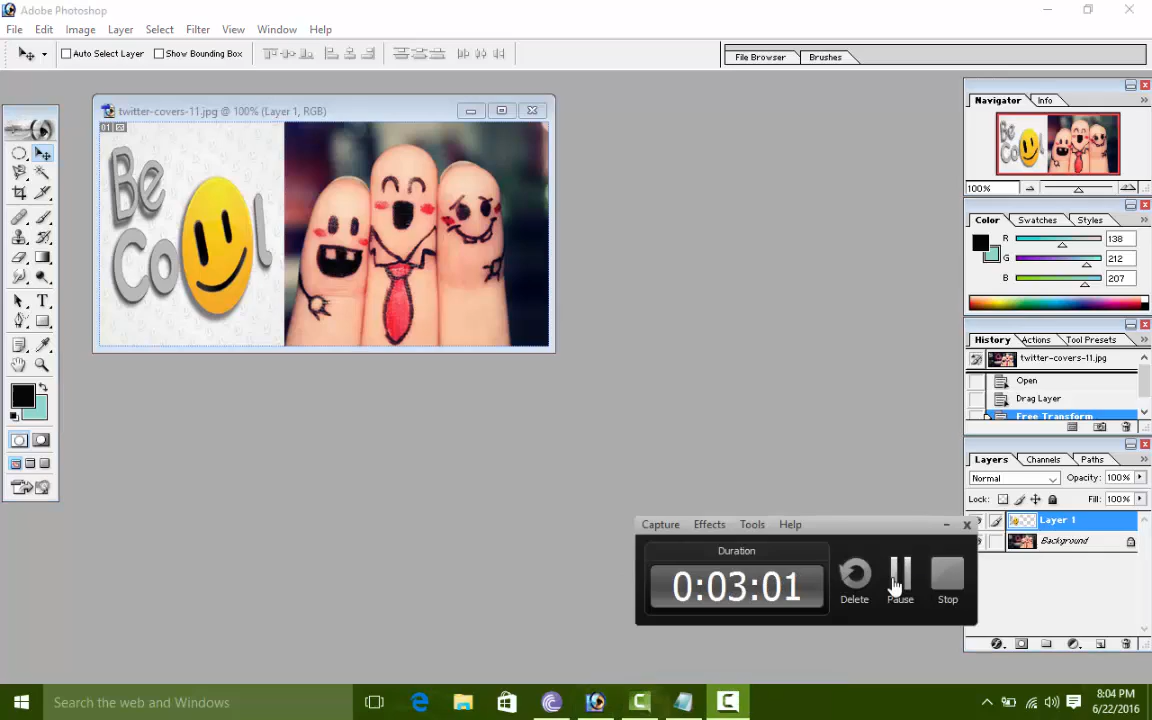 Adobe Photoshop
File Edit Image Layer Select Filter View Window Help
Auto Select Layer Show Bounding Box
File Browser Brushes
twitter-covers-11.jpg @ 100% (Layer 1, RGB)
01
Be
Cool
Navigator Info
100%
Color Swatches Styles
R 138
G 212
B 207
History Actions Tool Presets
twitter-covers-11.jpg
Open
Drag Layer
Free Transform
Layers Channels Paths
Normal Opacity: 100%
Lock: Fill: 100%
Layer 1
Background
Capture Effects Tools Help
Duration
0:03:01
Delete Pause Stop
Search the web and Windows
8:04 PM
6/22/2016